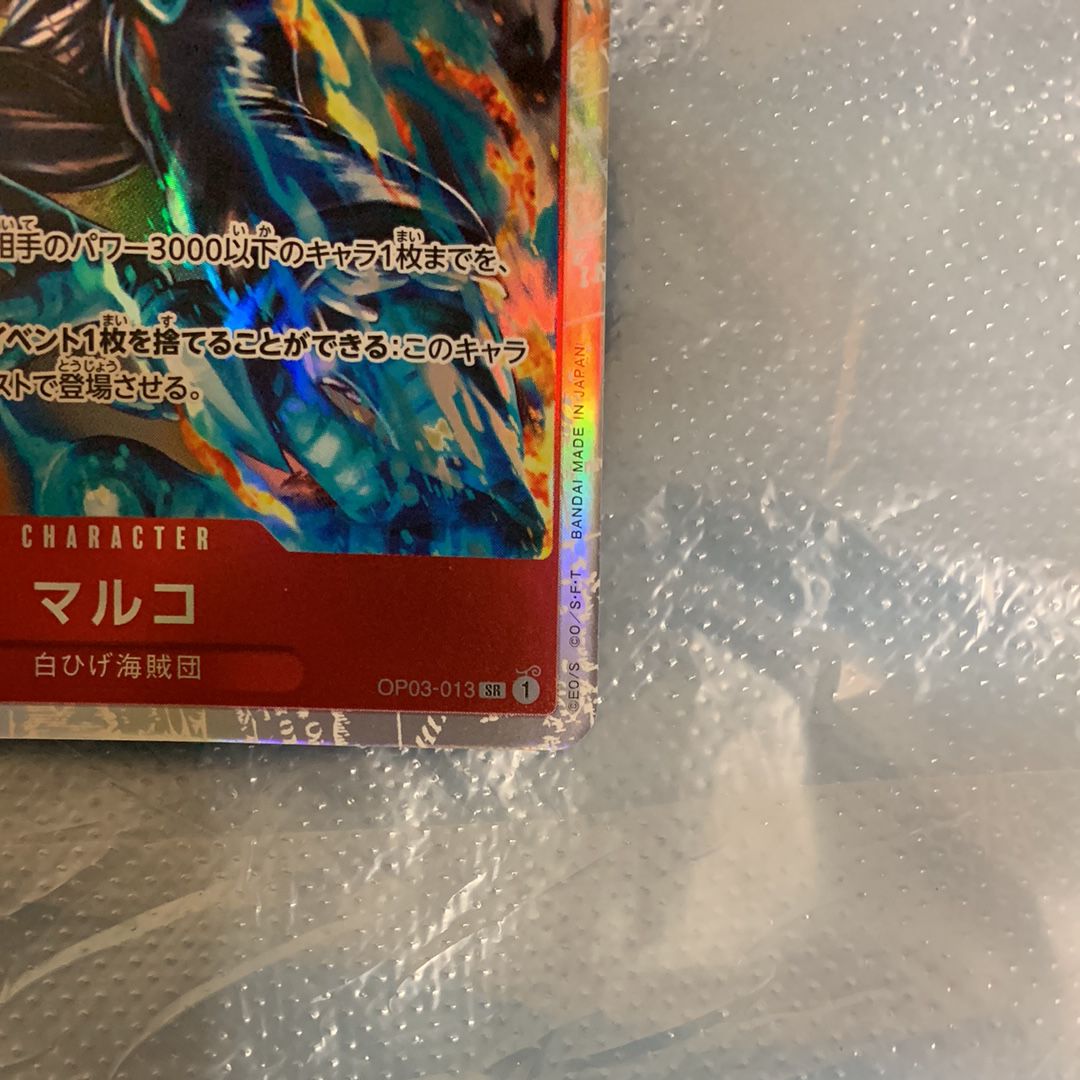 相手のパワー3000以下のキャラ1枚までを、
イベント1枚を捨てることができる:このキャラ
ストで登場させる。
CHARACTER
マルコ
白ひげ海賊団
OP03-013 SR 1
©EO/S ©O/S・F・T BANDAI MADE IN JAPAN